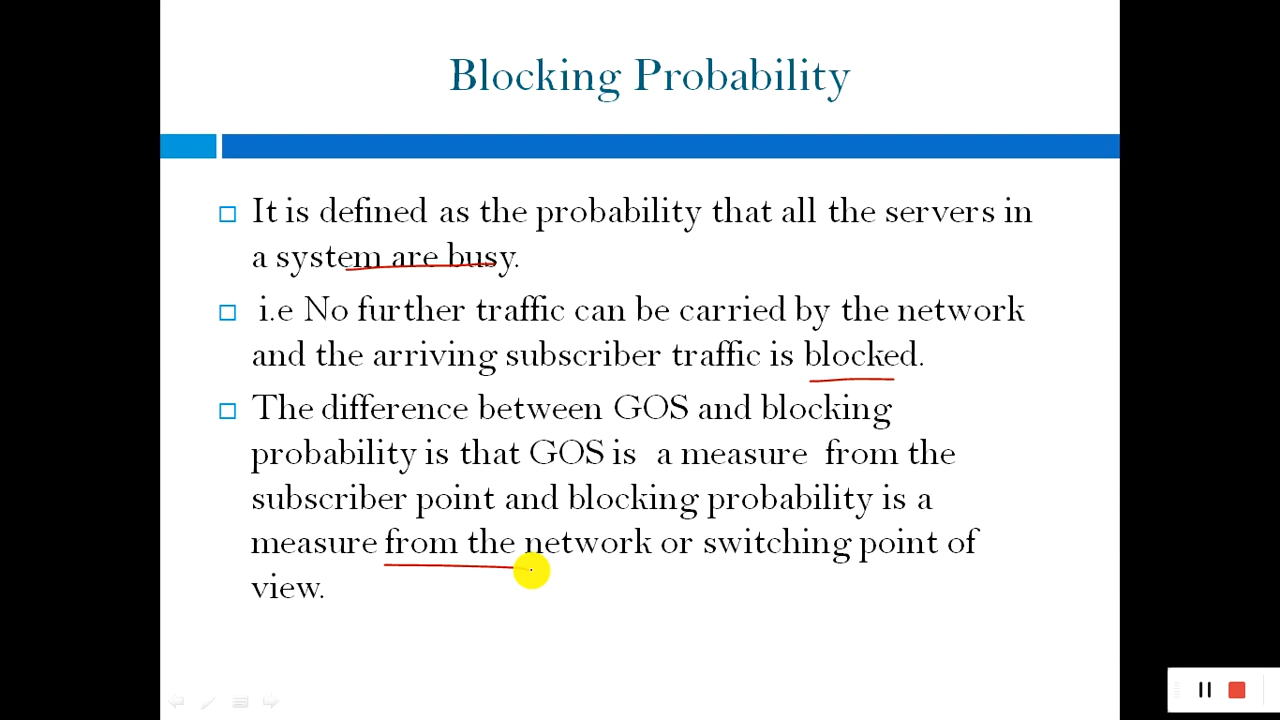 Blocking Probability
It is defined as the probability that all the servers in
a system are busy.
i.e No further traffic can be carried by the network
and the arriving subscriber traffic is blocked.
The difference between GOS and blocking
probability is that GOS is a measure from the
subscriber point and blocking probability is a
measure from the network or switching point of
view.